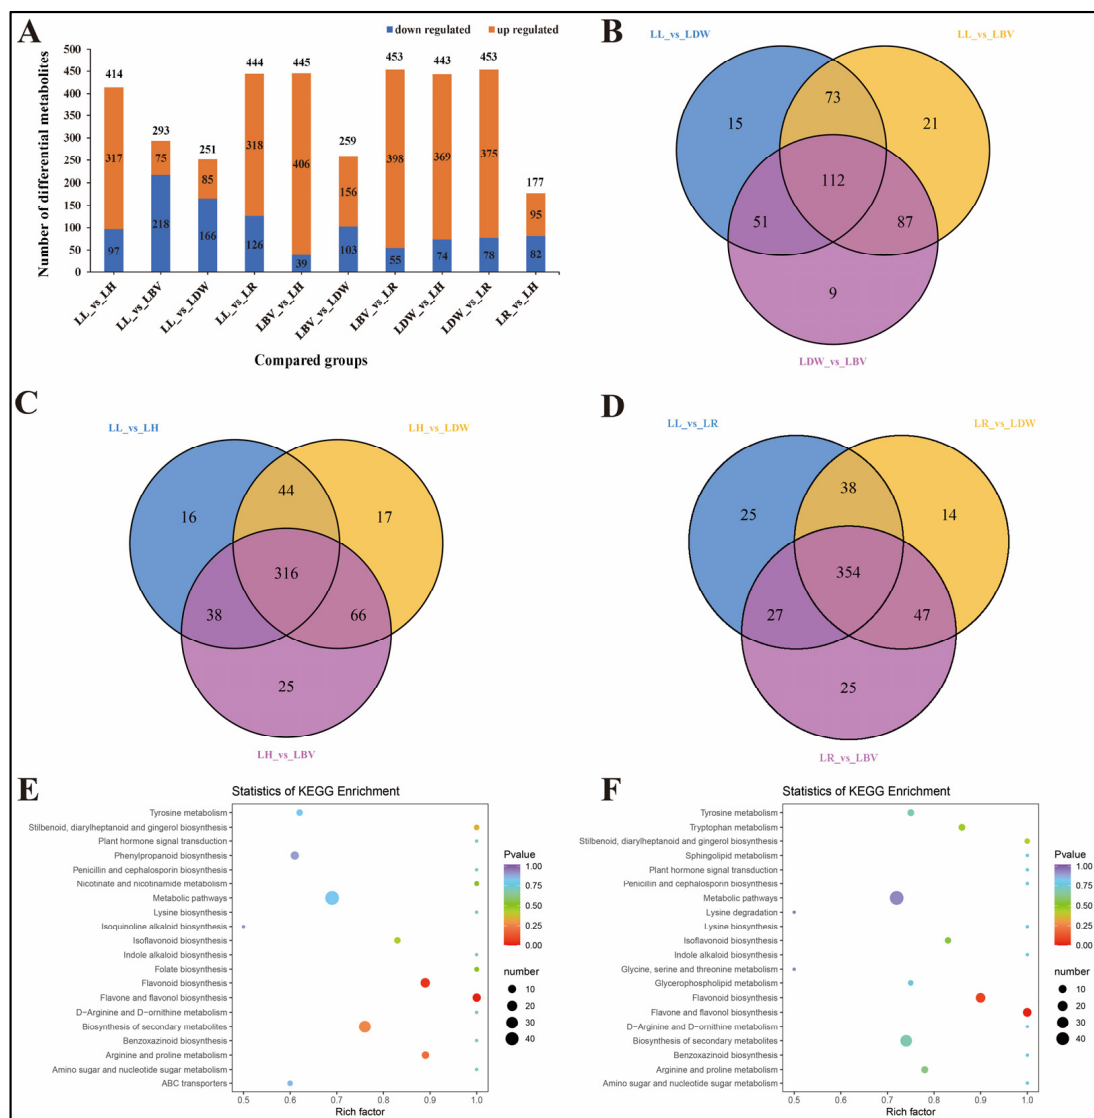 A
down regulated
up regulated
Number of differential metabolites
500
450
400
350
300
250
200
150
100
50
0
414
317
97
293
75
218
251
85
166
444
318
126
445
406
39
259
156
103
453
398
55
443
369
74
453
375
78
177
95
82
LL_vs_LH
LL_vs_LBV
LL_vs_LDW
LL_vs_LR
LBV_vs_LH
LBV_vs_LDW
LBV_vs_LR
LDW_vs_LH
LDW_vs_LR
LR_vs_LH
Compared groups
B
LL_vs_LDW
LL_vs_LBV
73
15
21
112
51
87
9
LDW_vs_LBV
C
LL_vs_LH
LH_vs_LDW
44
16
17
316
38
66
25
LH_vs_LBV
D
LL_vs_LR
LR_vs_LDW
38
25
14
354
27
47
25
LR_vs_LBV
E
Statistics of KEGG Enrichment
Tyrosine metabolism
Stilbenoid, diarylheptanoid and gingerol biosynthesis
Plant hormone signal transduction
Phenylpropanoid biosynthesis
Penicillin and cephalosporin biosynthesis
Nicotinate and nicotinamide metabolism
Metabolic pathways
Lysine biosynthesis
Isoquinoline alkaloid biosynthesis
Isoflavonoid biosynthesis
Indole alkaloid biosynthesis
Folate biosynthesis
Flavonoid biosynthesis
Flavone and flavonol biosynthesis
D−Arginine and D−ornithine metabolism
Biosynthesis of secondary metabolites
Benzoxazinoid biosynthesis
Arginine and proline metabolism
Amino sugar and nucleotide sugar metabolism
ABC transporters
0.5 0.6 0.7 0.8 0.9 1.0
Rich factor
Pvalue
1.00
0.75
0.50
0.25
0.00
number
10
20
30
40
F
Statistics of KEGG Enrichment
Tyrosine metabolism
Tryptophan metabolism
Stilbenoid, diarylheptanoid and gingerol biosynthesis
Sphingolipid metabolism
Plant hormone signal transduction
Penicillin and cephalosporin biosynthesis
Metabolic pathways
Lysine degradation
Lysine biosynthesis
Isoflavonoid biosynthesis
Indole alkaloid biosynthesis
Glycine, serine and threonine metabolism
Glycerophospholipid metabolism
Flavonoid biosynthesis
Flavone and flavonol biosynthesis
D−Arginine and D−ornithine metabolism
Biosynthesis of secondary metabolites
Benzoxazinoid biosynthesis
Arginine and proline metabolism
Amino sugar and nucleotide sugar metabolism
0.5 0.6 0.7 0.8 0.9 1.0
Rich factor
Pvalue
1.00
0.75
0.50
0.25
0.00
number
10
20
30
40